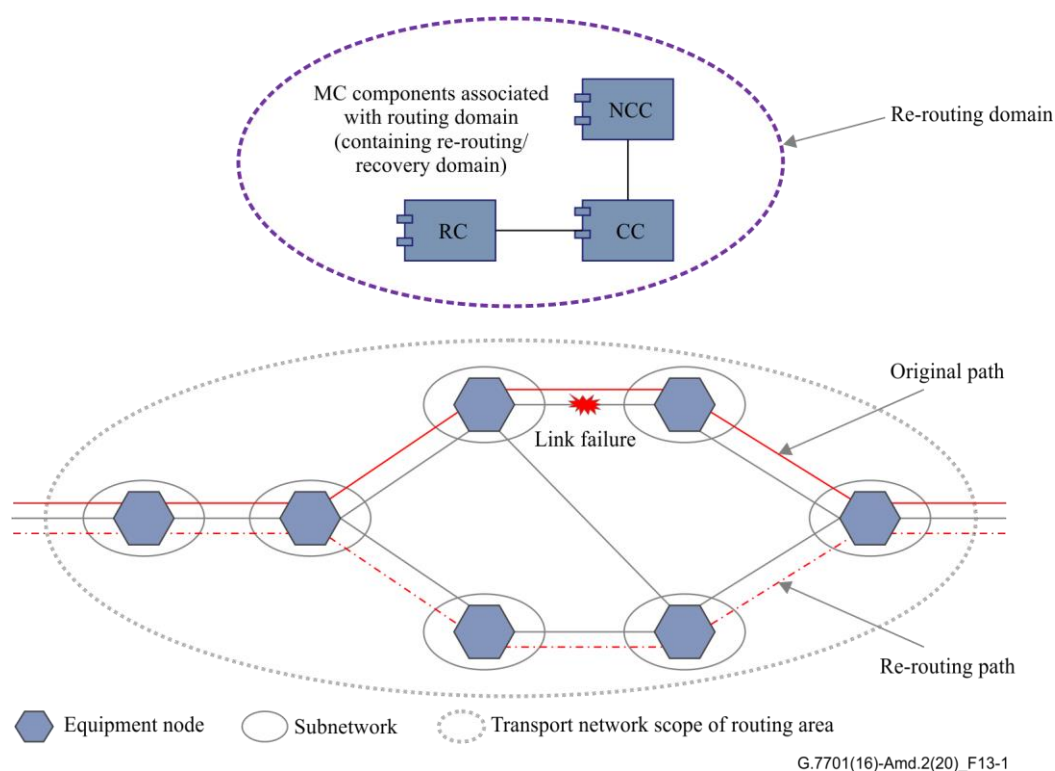 MC components associated
with routing domain
(containing re-routing/
recovery domain)
NCC
Re-routing domain
RC
CC
Original path
Link failure
Re-routing path
Equipment node
Subnetwork
Transport network scope of routing area
G.7701(16)-Amd.2(20)_F13-1